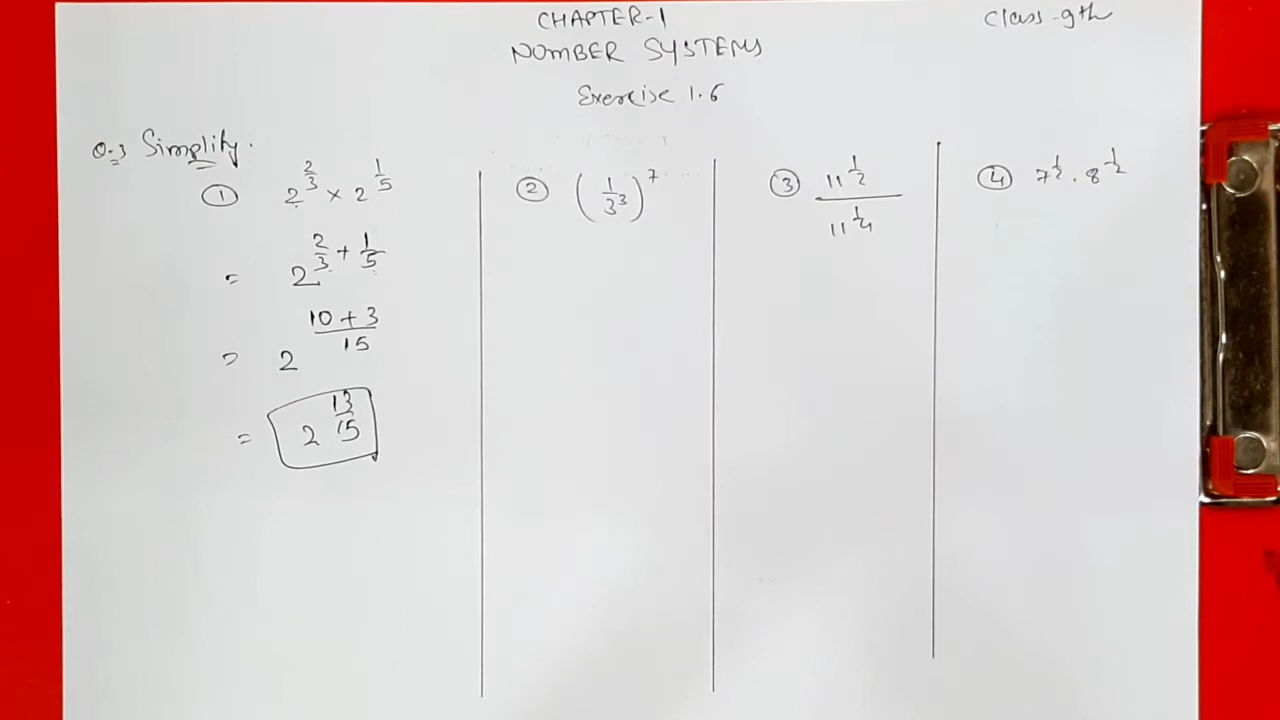 CHAPTER-1
Class-9th
NUMBER SYSTEMS
Exercise 1.6
Q-3 Simplify.
① 2^(2/3) × 2^(1/5)
= 2^(2/3 + 1/5)
= 2^((10+3)/15)
= 2^(13/15)
② (1/3^3)^7
③ 11^(1/2) / 11^(1/4)
④ 7^(1/2) . 8^(1/2)